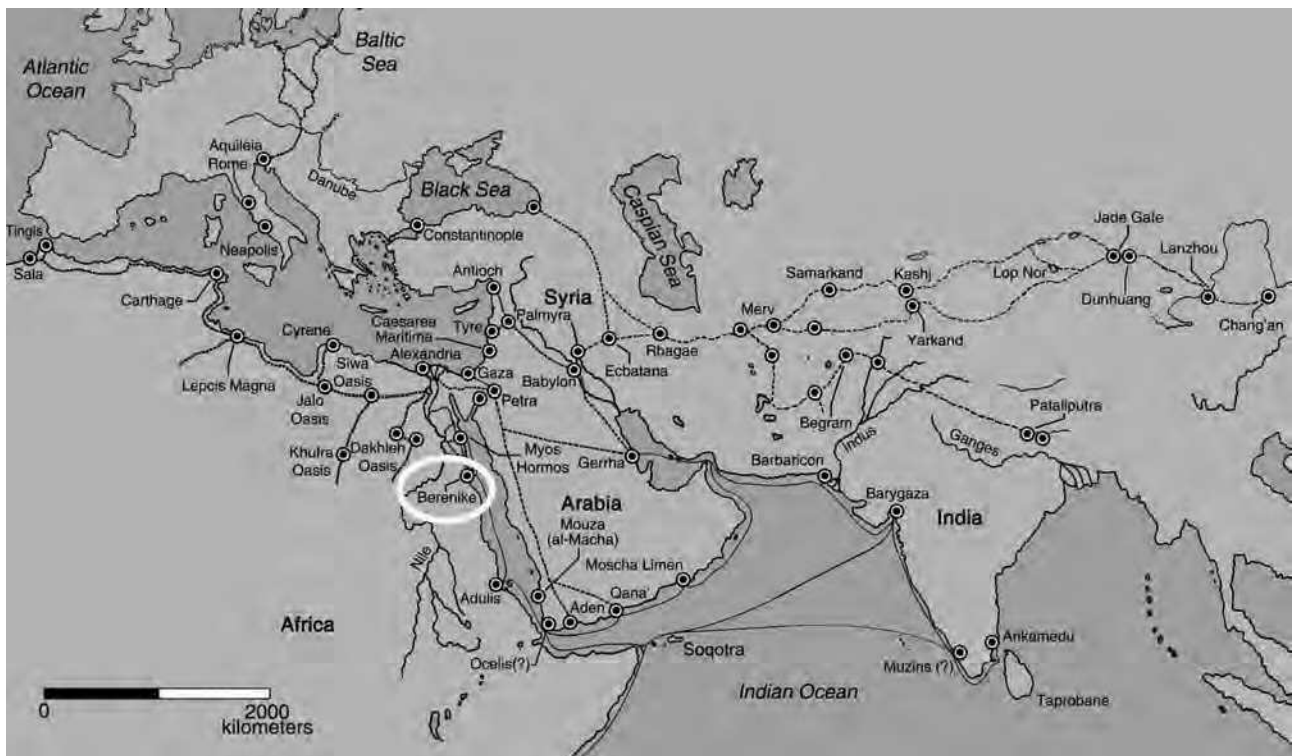 Baltic
Sea
Atlantic
Ocean
Aquileia
Rome
Danube
Black Sea
Caspian Sea
Jade Gale
Tingis
Neapolis
Constantinople
Lanzhou
Sala
Antioch
Samarkand
Kashj
Lop Nor
Carthage
Syria
Dunhuang
Merv
Caesarea
Maritima
Tyre
Palmyra
Chang'an
Cyrene
Alexandria
Rhagae
Yarkand
Siwa
Oasis
Gaza
Ecbatana
Lepcis Magna
Babylon
Jalo
Oasis
Petra
Begram
Pataliputra
Indus
Ganges
Khufra
Oasis
Dakhleh
Oasis
Myos
Hormos
Gerrha
Barbaricon
Berenike
Arabia
Barygaza
India
Mouza
(al-Macha)
Nile
Moscha Limen
Qana'
Adulis
Aden
Africa
Arikamedu
Soqotra
Ocelis(?)
Muziris (?)
Indian Ocean
Taprobane
0 2000
kilometers